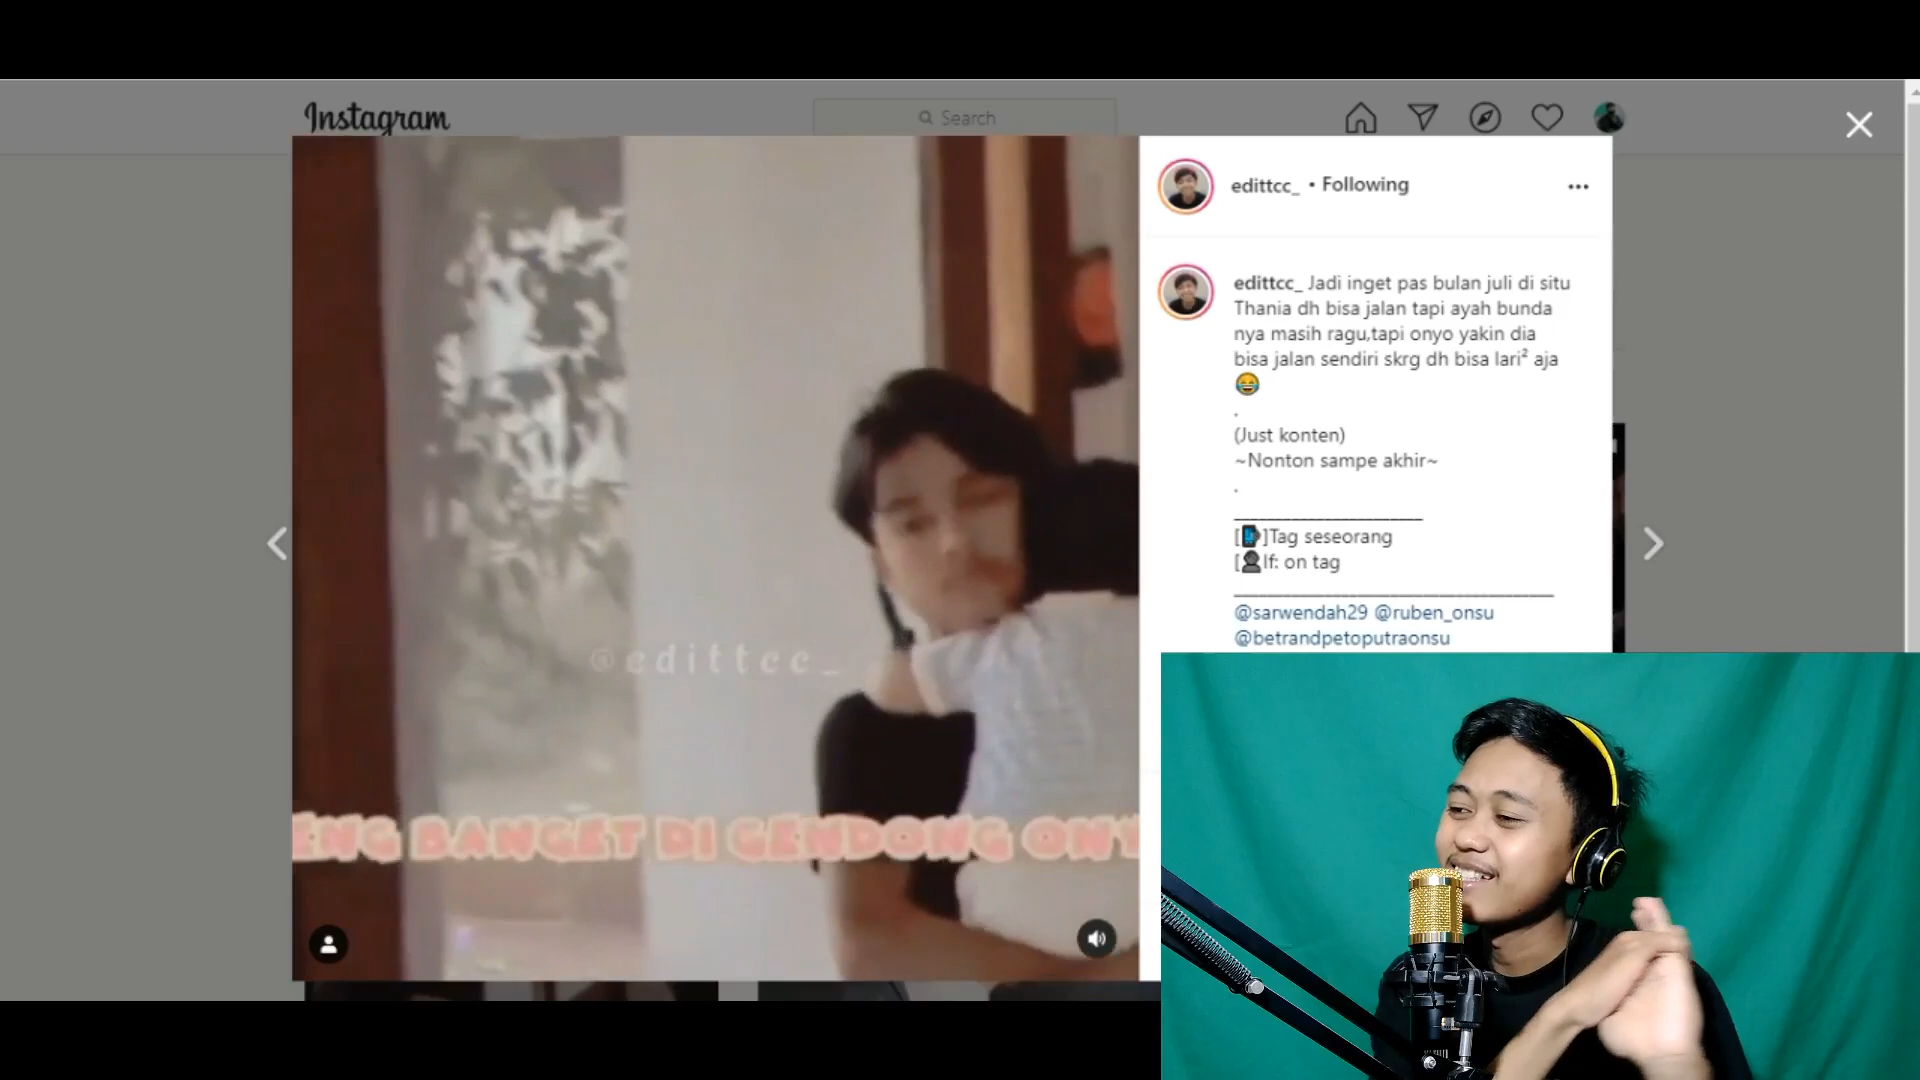 Instagram
Search
edittcc_ • Following
edittcc_ Jadi inget pas bulan juli di situ
Thania dh bisa jalan tapi ayah bunda
nya masih ragu,tapi onyo yakin dia
bisa jalan sendiri skrg dh bisa lari² aja
😂
.
(Just konten)
~Nonton sampe akhir~
.
[📱]Tag seseorang
[👤If: on tag
@sarwendah29 @ruben_onsu
@betrandpetoputraonsu
@edittcc_
BANGET DI GENDONG